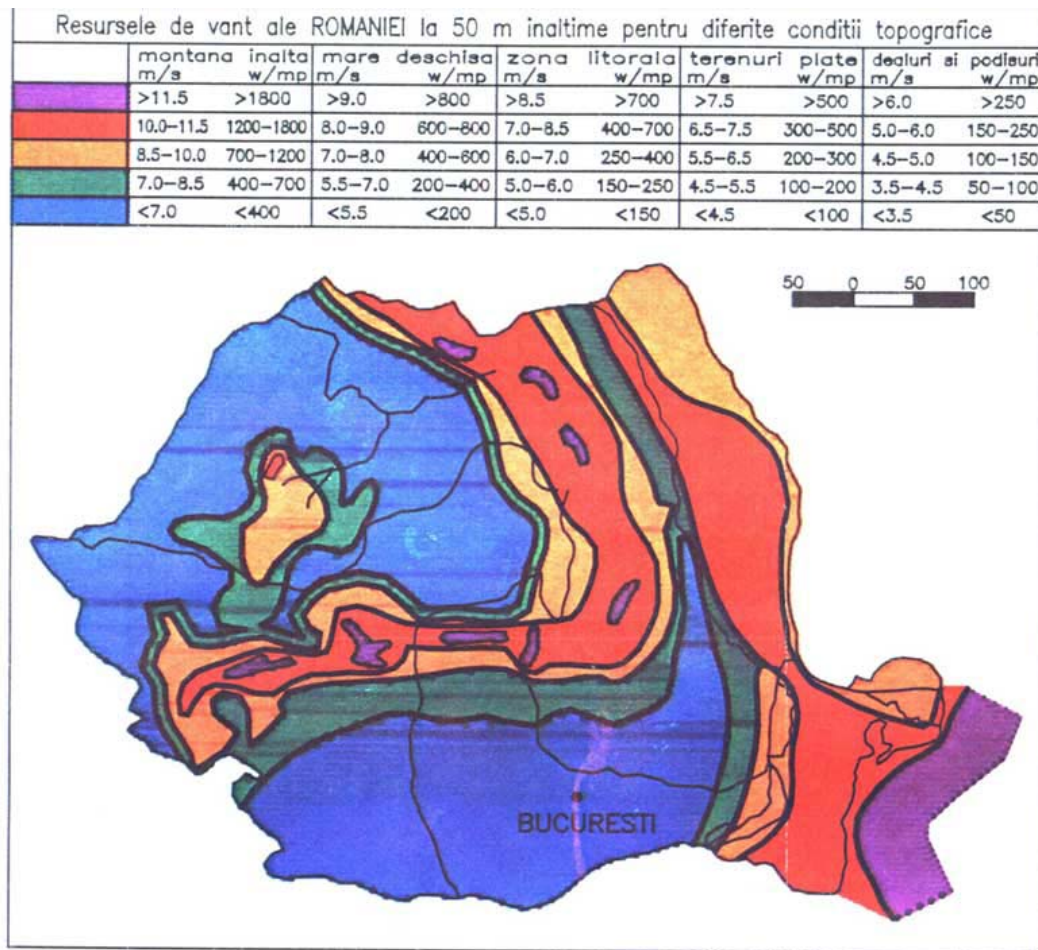 Resursele de vant ale ROMANIEI la 50 m inaltime pentru diferite conditii topografice
montana inalta mare deschisa zona litorala terenuri plate dealuri si podisuri
m/s w/mp m/s w/mp m/s w/mp m/s w/mp m/s w/mp
>11.5 >1800 >9.0 >800 >8.5 >700 >7.5 >500 >6.0 >250
10.0-11.5 1200-1800 8.0-9.0 600-800 7.0-8.5 400-700 6.5-7.5 300-500 5.0-6.0 150-250
8.5-10.0 700-1200 7.0-8.0 400-600 6.0-7.0 250-400 5.5-6.5 200-300 4.5-5.0 100-150
7.0-8.5 400-700 5.5-7.0 200-400 5.0-6.0 150-250 4.5-5.5 100-200 3.5-4.5 50-100
<7.0 <400 <5.5 <200 <5.0 <150 <4.5 <100 <3.5 <50
50 0 50 100
BUCURESTI